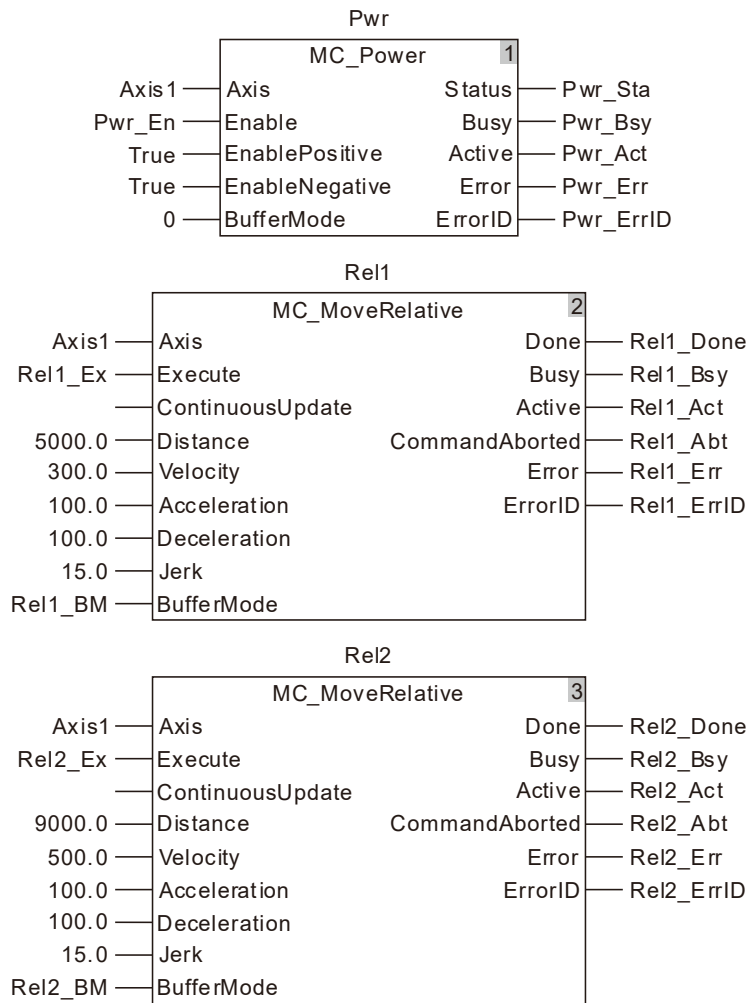 Pwr
MC_Power 1
Axis1 Axis Status Pwr_Sta
Pwr_En Enable Busy Pwr_Bsy
True EnablePositive Active Pwr_Act
True EnableNegative Error Pwr_Err
0 BufferMode ErrorID Pwr_ErrID
Rel1
MC_MoveRelative 2
Axis1 Axis Done Rel1_Done
Rel1_Ex Execute Busy Rel1_Bsy
ContinuousUpdate Active Rel1_Act
5000.0 Distance CommandAborted Rel1_Abt
300.0 Velocity Error Rel1_Err
100.0 Acceleration ErrorID Rel1_ErrID
100.0 Deceleration
15.0 Jerk
Rel1_BM BufferMode
Rel2
MC_MoveRelative 3
Axis1 Axis Done Rel2_Done
Rel2_Ex Execute Busy Rel2_Bsy
ContinuousUpdate Active Rel2_Act
9000.0 Distance CommandAborted Rel2_Abt
500.0 Velocity Error Rel2_Err
100.0 Acceleration ErrorID Rel2_ErrID
100.0 Deceleration
15.0 Jerk
Rel2_BM BufferMode